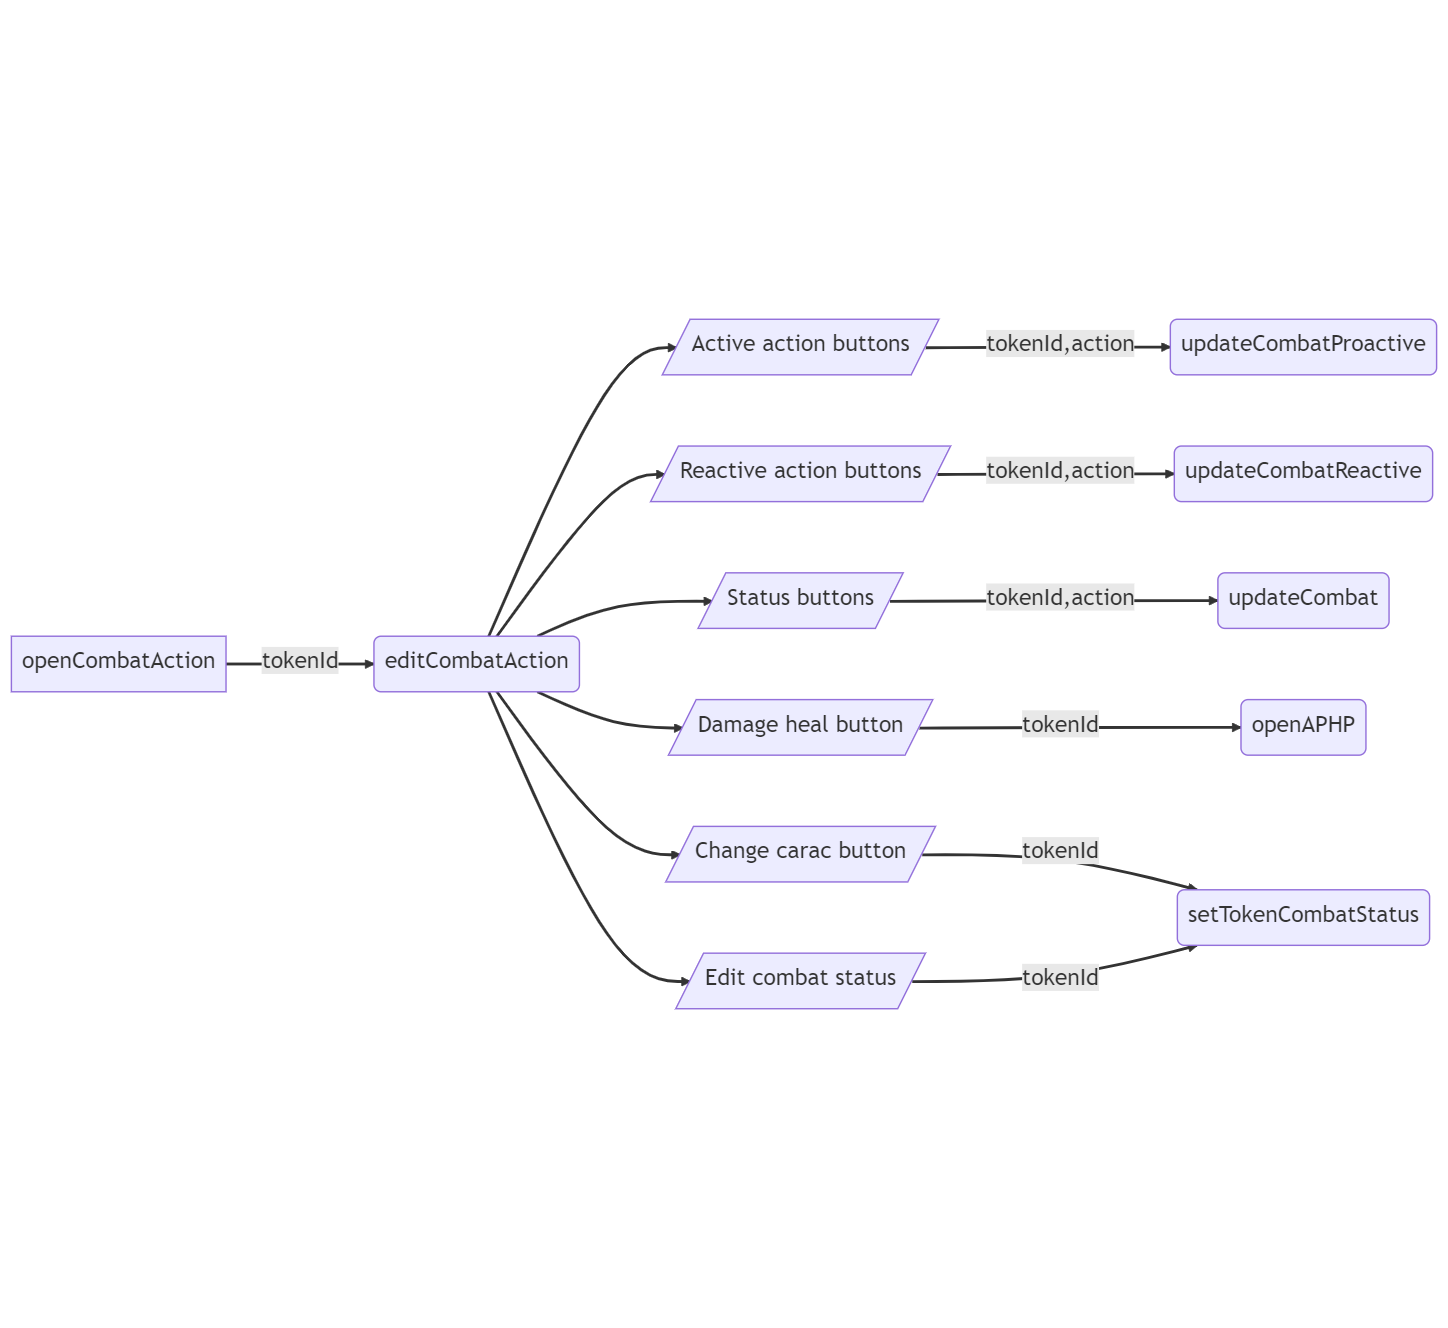 openCombatAction
tokenId
editCombatAction
Active action buttons
tokenId,action
updateCombatProactive
Reactive action buttons
tokenId,action
updateCombatReactive
Status buttons
tokenId,action
updateCombat
Damage heal button
tokenId
openAPHP
Change carac button
tokenId
Edit combat status
tokenId
setTokenCombatStatus